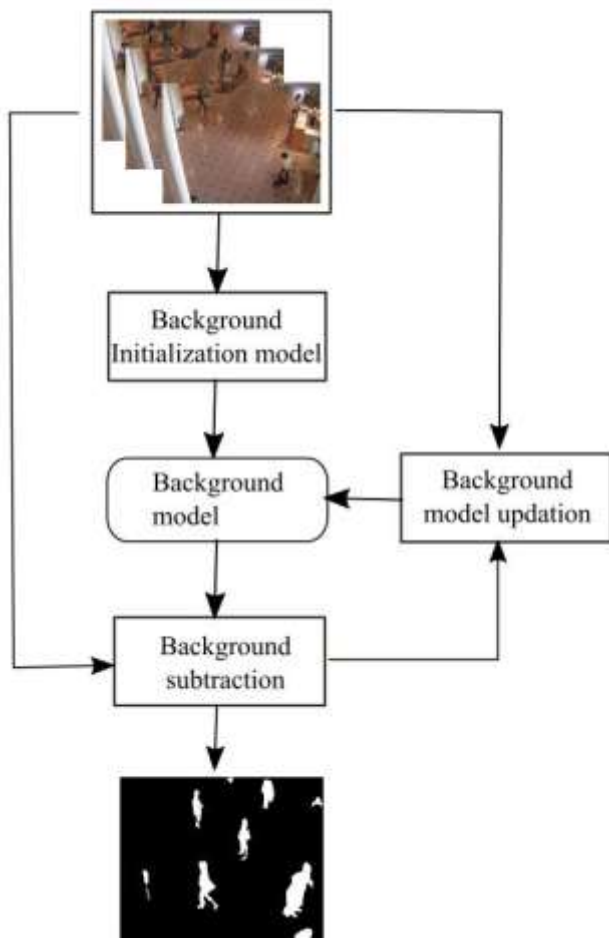 Background
Initialization model
Background
model
Background
model updation
Background
subtraction